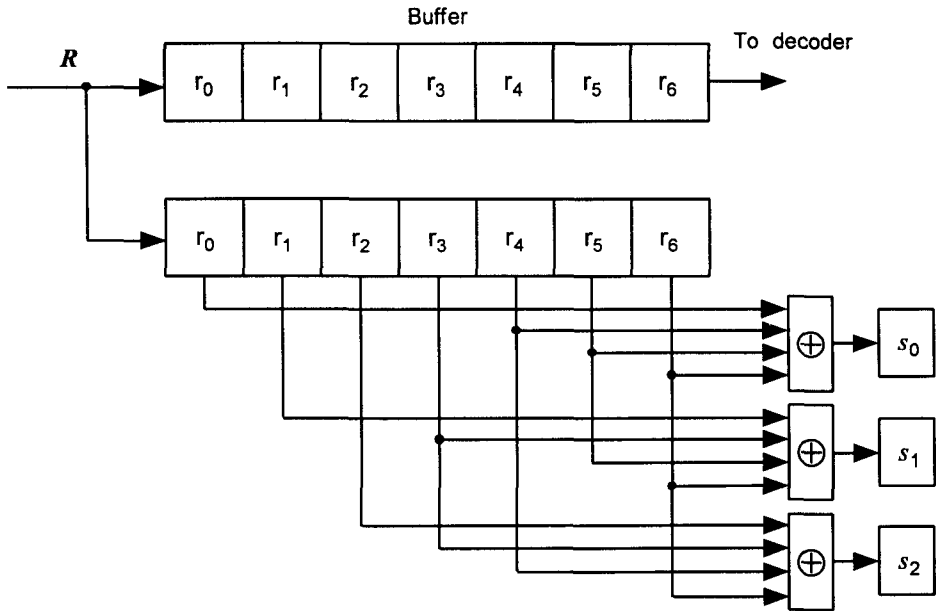 Buffer
R
r₀ r₁ r₂ r₃ r₄ r₅ r₆
To decoder
r₀ r₁ r₂ r₃ r₄ r₅ r₆
s₀
s₁
s₂